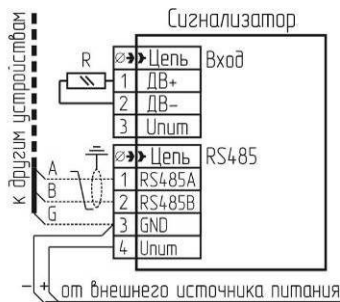 Сигнализатор
R
Цепь Вход
1 ДВ+
2 ДВ-
3 Uпит
Цепь RS485
A 1 RS485A
B 2 RS485B
G 3 GND
4 Uпит
к другим устройствам
- + от внешнего источника питания